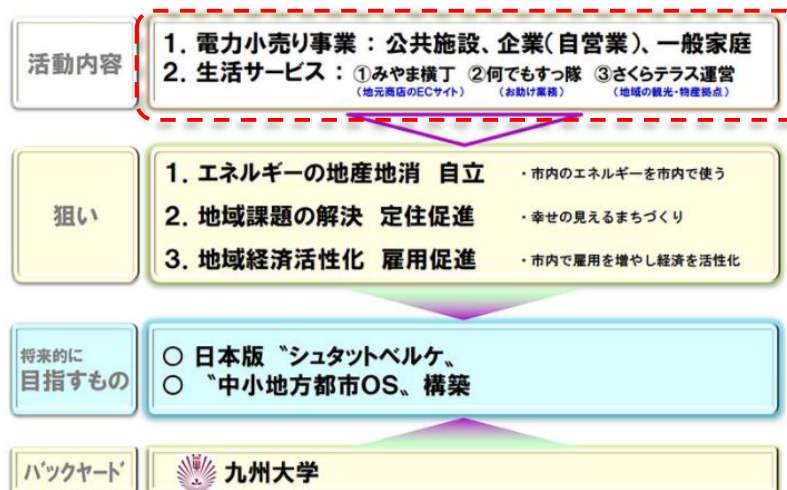 活動内容
1. 電力小売り事業 : 公共施設、企業(自営業)、一般家庭
2. 生活サービス : ①みやま横丁 ②何でもすっ隊 ③さくらテラス運営
(地元商店のECサイト) (お助け業務) (地域の観光・物産拠点)
狙い
1. エネルギーの地産地消 自立 ・市内のエネルギーを市内で使う
2. 地域課題の解決 定住促進 ・幸せの見えるまちづくり
3. 地域経済活性化 雇用促進 ・市内で雇用を増やし経済を活性化
将来的に
目指すもの
○ 日本版〝シュタットベルケ〟
○ 〝中小地方都市OS〟構築
バックヤード
九州大学